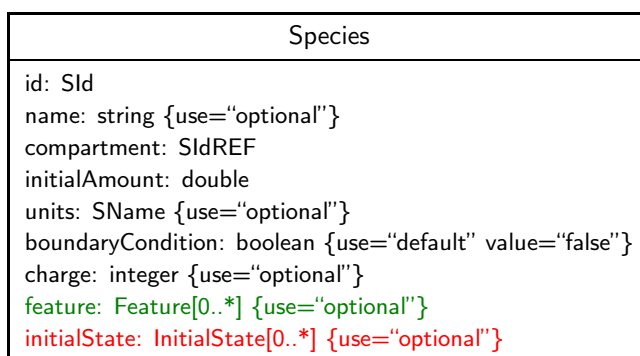 Species
id: SId
name: string {use=“optional”}
compartment: SIdREF
initialAmount: double
units: SName {use=“optional”}
boundaryCondition: boolean {use=“default” value=“false”}
charge: integer {use=“optional”}
feature: Feature[0..*] {use=“optional”}
initialState: InitialState[0..*] {use=“optional”}